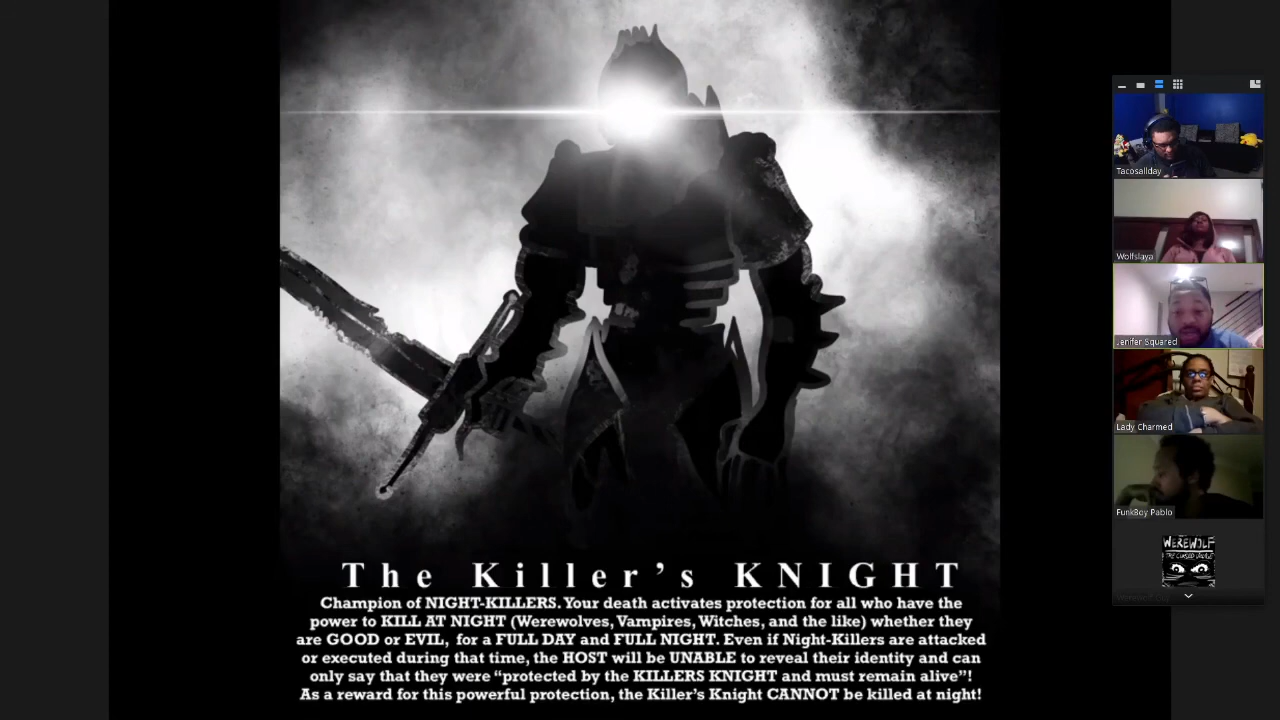 The Killer's KNIGHT
Champion of NIGHT-KILLERS. Your death activates protection for all who have the
power to KILL AT NIGHT (Werewolves, Vampires, Witches, and the like) whether they
are GOOD or EVIL, for a FULL DAY and FULL NIGHT. Even if Night-Killers are attacked
or executed during that time, the HOST will be UNABLE to reveal their identity and can
only say that they were “protected by the KILLERS KNIGHT and must remain alive”!
As a reward for this powerful protection, the Killer's Knight CANNOT be killed at night!
Tacosallday
Wolfslaya
Jenifer Squared
Lady Charmed
FunkBoy Pablo
WEREWOLF